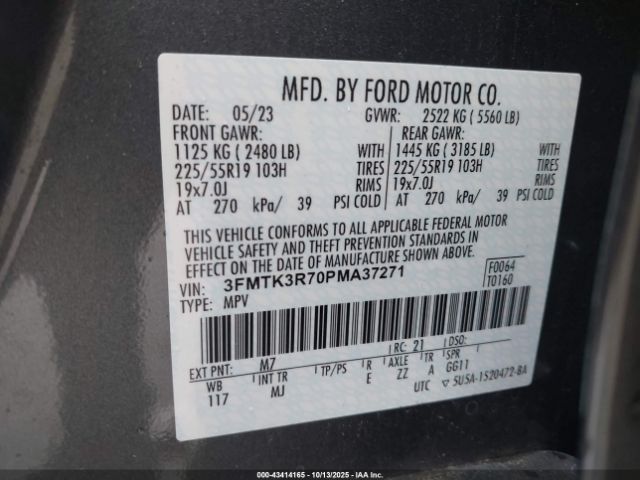 MFD. BY FORD MOTOR CO.
DATE: 05/23 GVWR: 2522 KG ( 5560 LB)
FRONT GAWR: REAR GAWR:
1125 KG ( 2480 LB) WITH 1445 KG ( 3185 LB) WITH
225/55R19 103H TIRES 225/55R19 103H TIRES
19x7.0J RIMS 19x7.0J RIMS
AT 270 kPa/ 39 PSI COLD AT 270 kPa/ 39 PSI COLD
THIS VEHICLE CONFORMS TO ALL APPLICABLE FEDERAL MOTOR
VEHICLE SAFETY AND THEFT PREVENTION STANDARDS IN
EFFECT ON THE DATE OF MANUFACTURE SHOWN ABOVE.
VIN: 3FMTK3R70PMA37271 F0064
TYPE: MPV T0160
EXT PNT: M7 RC: 21 DSO:
WB INT TR TP/PS R AXLE TR SPR
117 MJ E ZZ A GG11
UTC ▽ 5U5A-1520472-BA
000-43414165 - 10/13/2025 - IAA Inc.